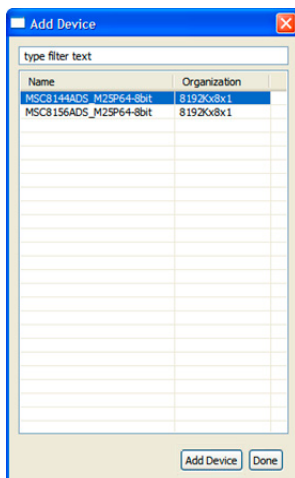 Add Device
type filter text
Name Organization
MSC8144ADS_M25P64-8bit 8192Kx8x1
MSC8156ADS_M25P64-8bit 8192Kx8x1
Add Device Done